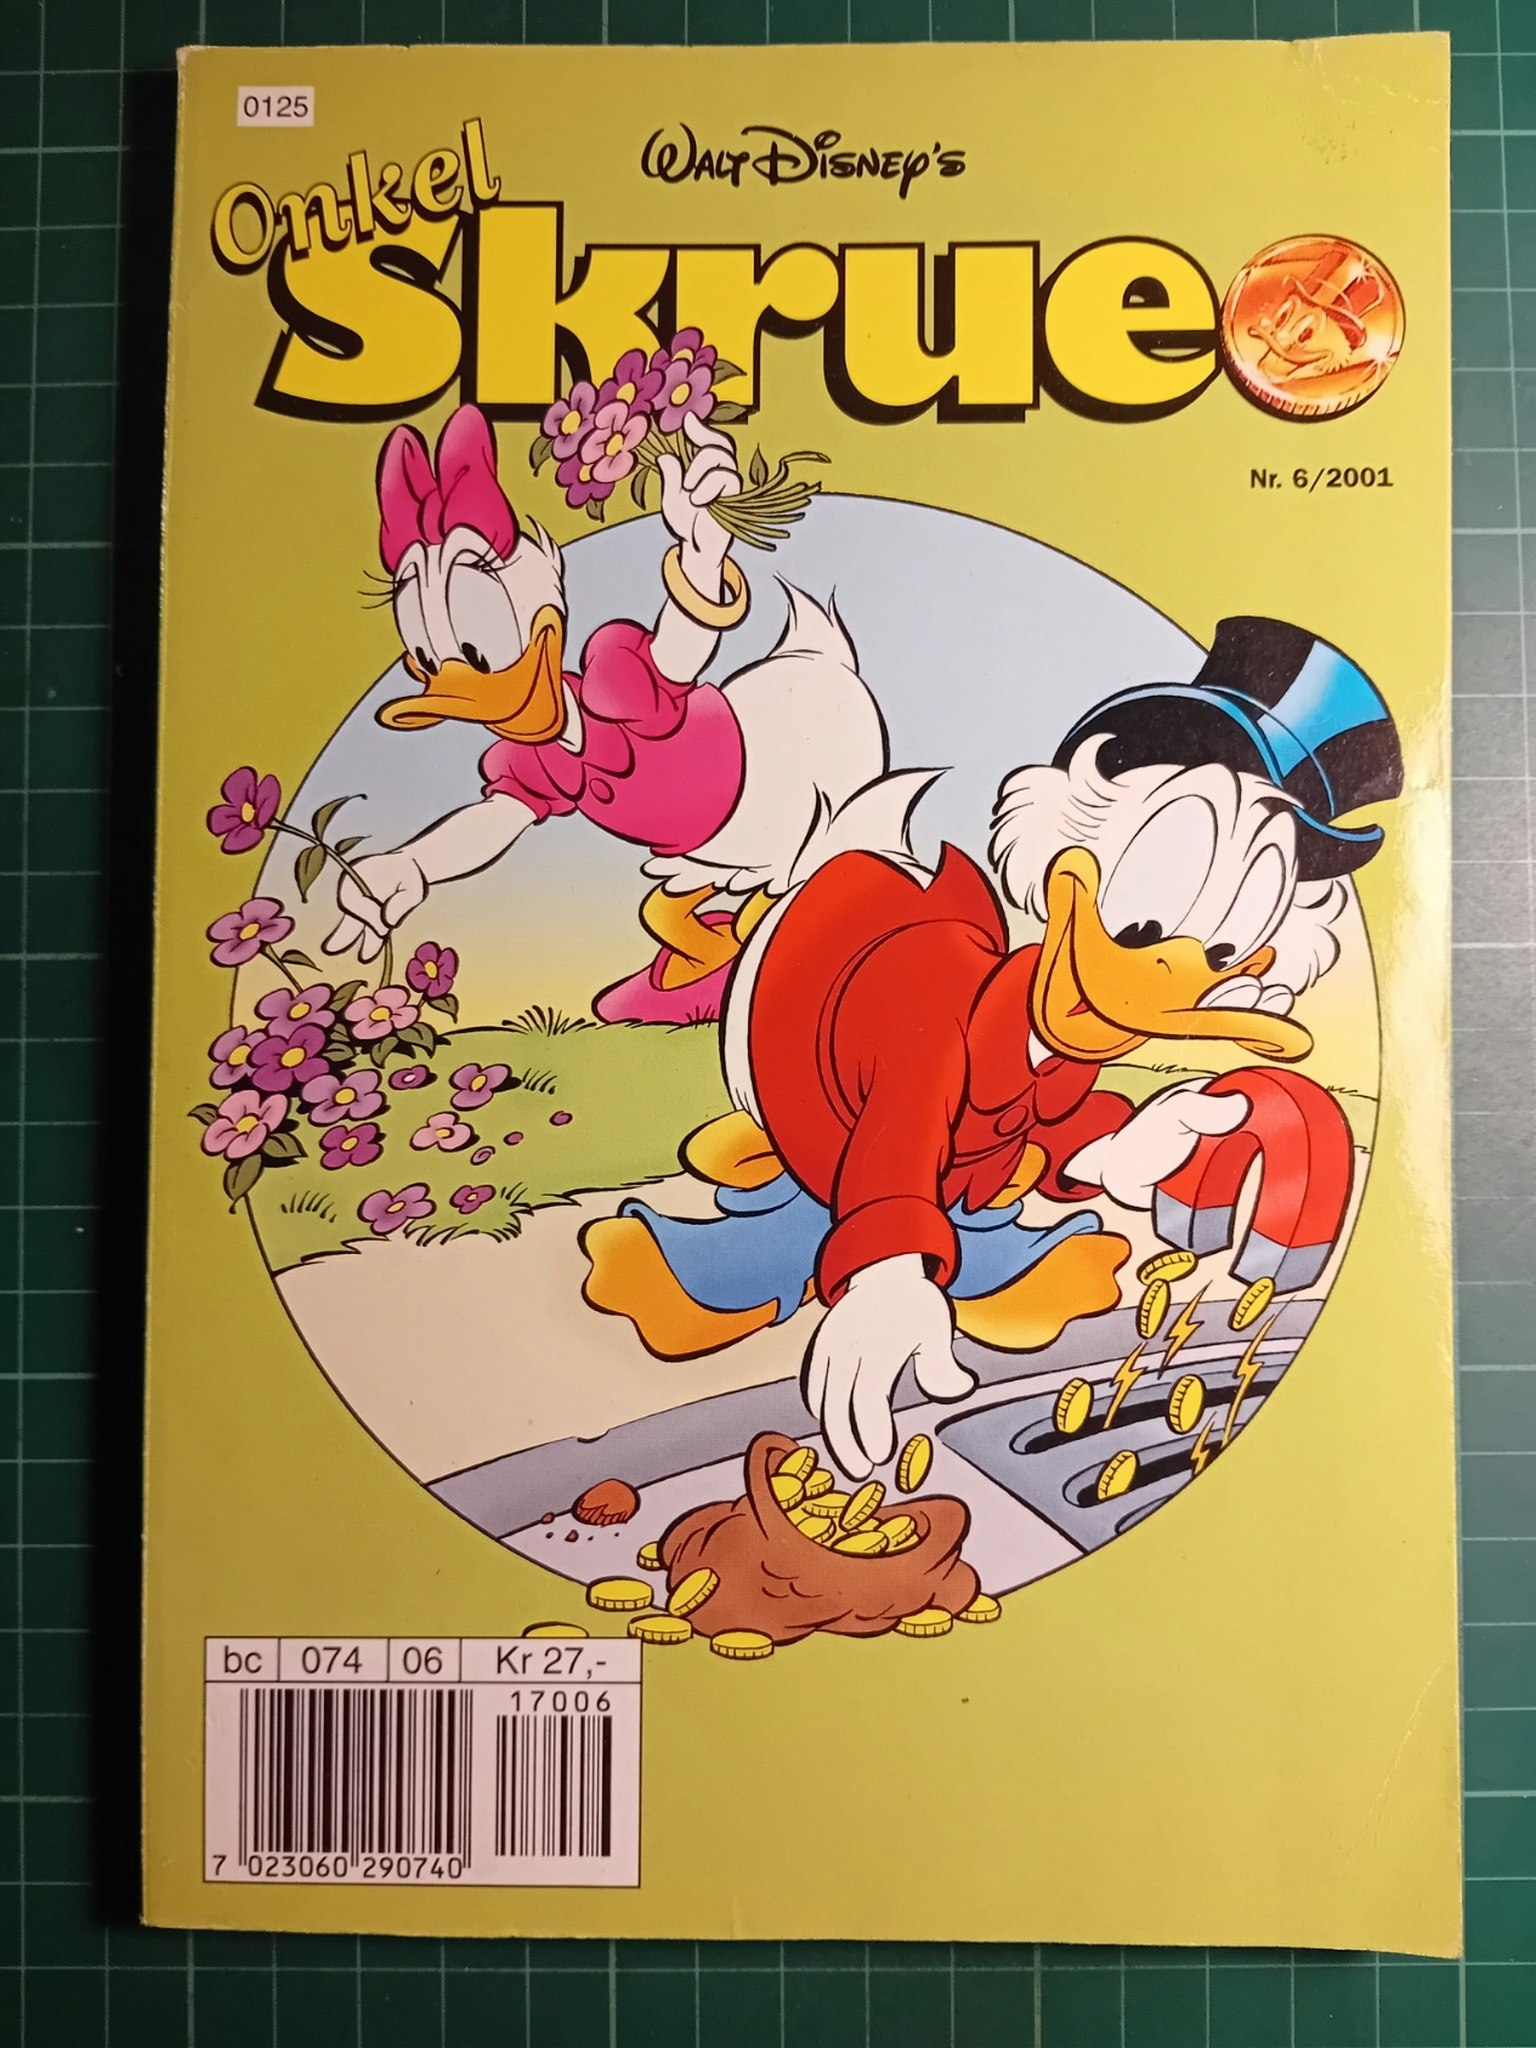 0125
Walt Disney's
Onkel
Skrue
Nr. 6/2001
bc 074 06 Kr 27,-
17006
7 023060 290740